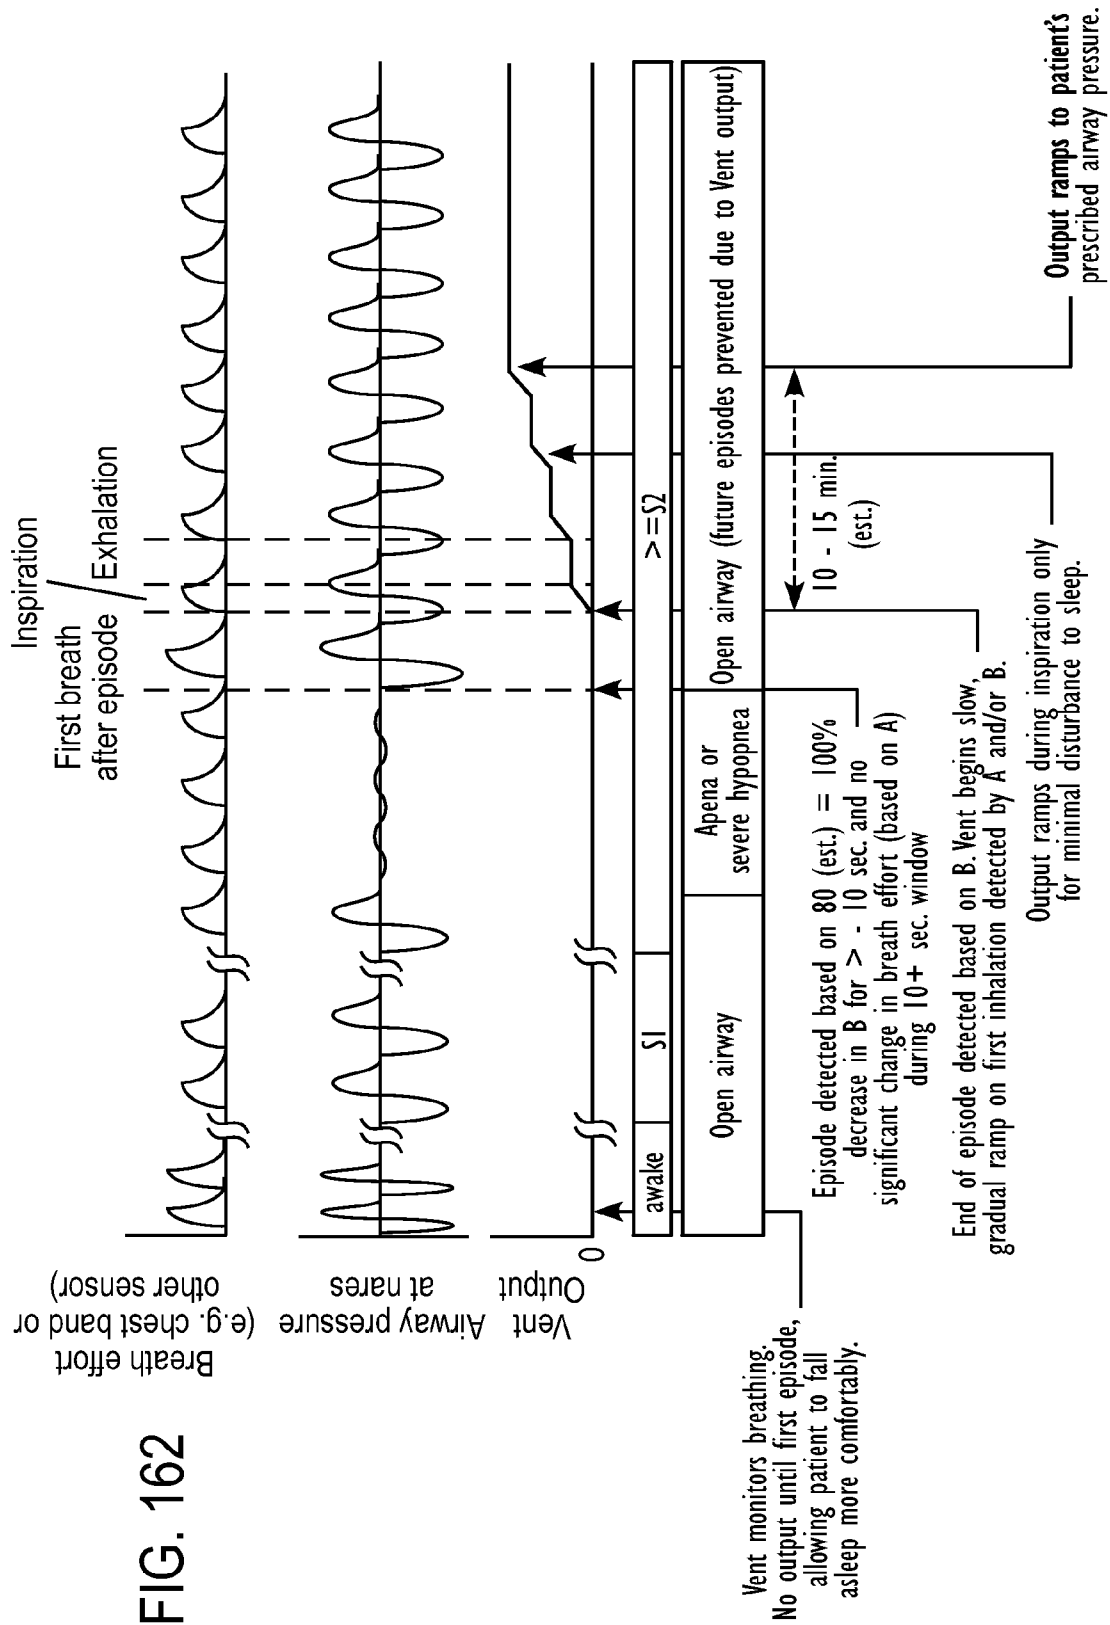 FIG. 162
Inspiration
First breath
after episode
Exhalation
Breath effort
(e.g. chest band or
other sensor)
Airway pressure
at nares
Vent
Output
0
awake
S1
>=S2
Open airway
Apena or
severe hypopnea
Open airway (future episodes prevented due to Vent output)
10 - 15 min.
(est.)
Vent monitors breathing.
No output until first episode,
allowing patient to fall
asleep more comfortably.
Episode detected based on 80 (est.) = 100%
decrease in B for > - 10 sec. and no
significant change in breath effort (based on A)
during 10+ sec. window
End of episode detected based on B. Vent begins slow,
gradual ramp on first inhalation detected by A and/or B.
Output ramps during inspiration only
for minimal disturbance to sleep.
Output ramps to patient's
prescribed airway pressure.